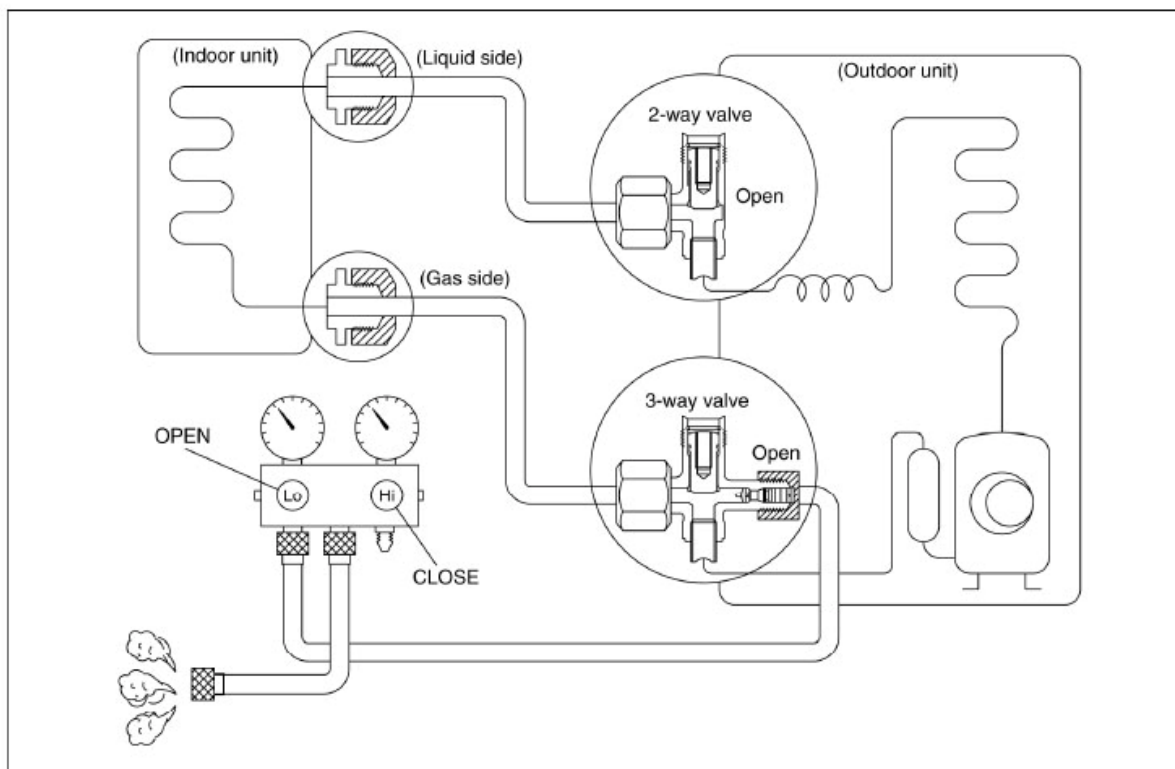 (Indoor unit)
(Liquid side)
(Outdoor unit)
2-way valve
Open
(Gas side)
3-way valve
Open
OPEN
Lo
Hi
CLOSE